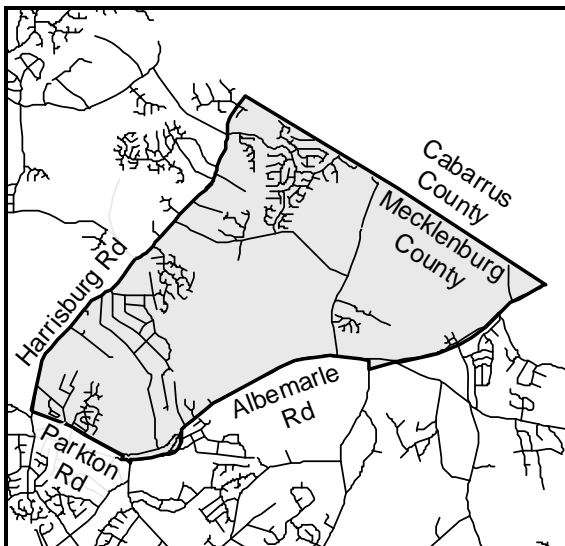 Cabarrus
County
Mecklenburg
County
Harrisburg Rd
Albemarle
Rd
Parkton
Rd